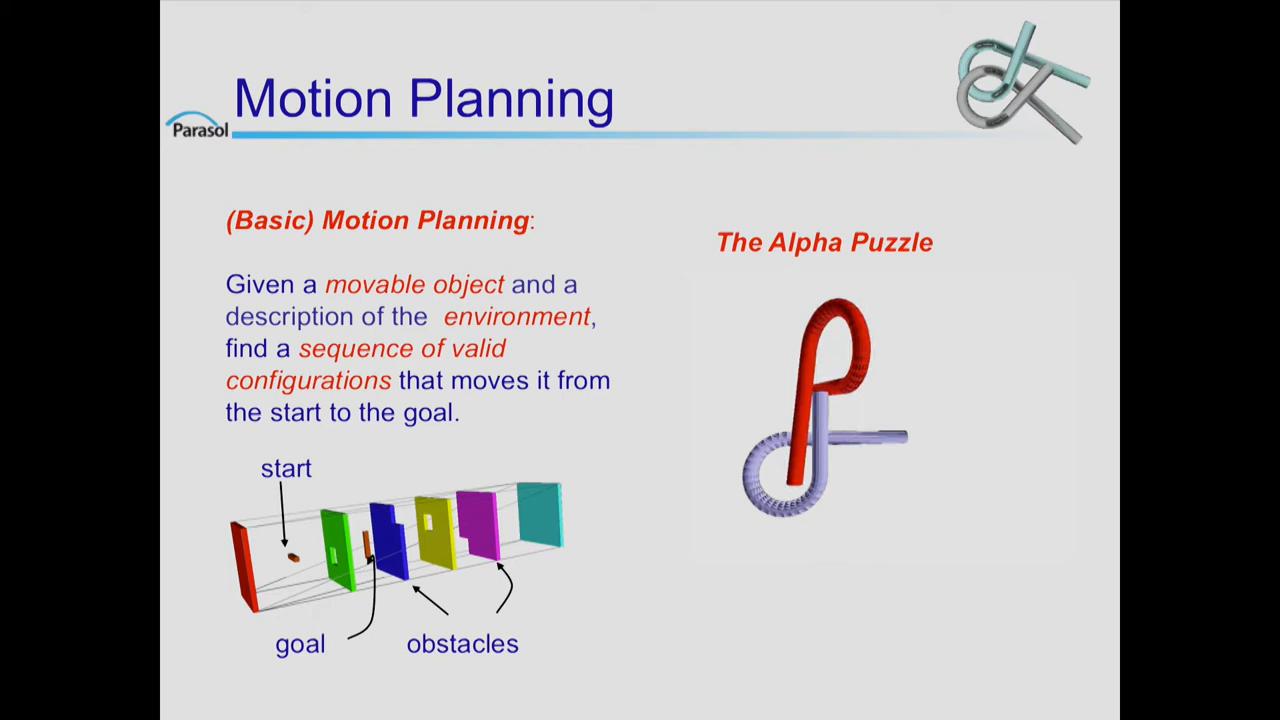 Motion Planning
Parasol
(Basic) Motion Planning:
Given a movable object and a
description of the environment,
find a sequence of valid
configurations that moves it from
the start to the goal.
The Alpha Puzzle
start
goal
obstacles